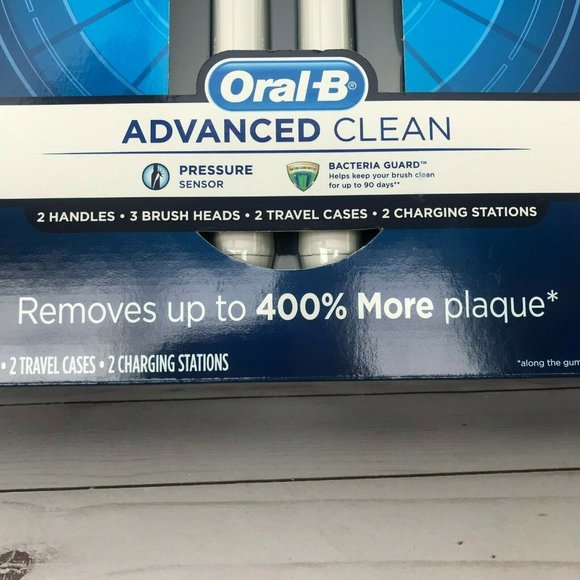 Oral-B®
ADVANCED CLEAN
PRESSURE
SENSOR
BACTERIA GUARD™
Helps keep your brush clean
for up to 90 days**
2 HANDLES • 3 BRUSH HEADS • 2 TRAVEL CASES • 2 CHARGING STATIONS
Removes up to 400% More plaque*
• 2 TRAVEL CASES • 2 CHARGING STATIONS
*along the gum